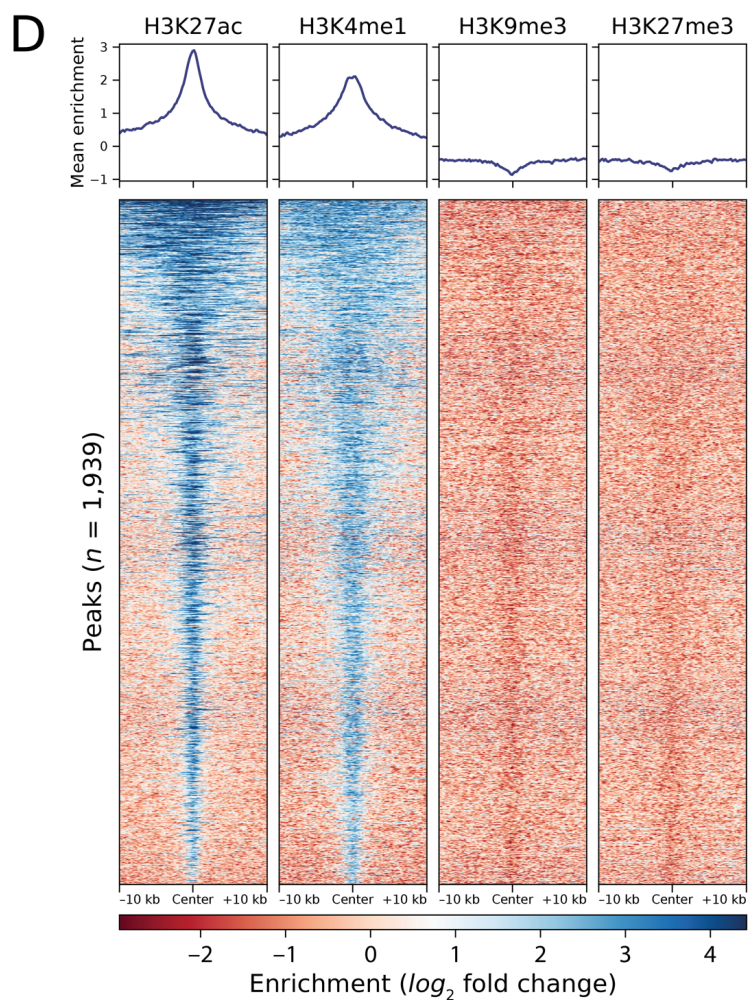 D
H3K27ac H3K4me1 H3K9me3 H3K27me3
Mean enrichment
3
2
1
0
−1
Peaks (n = 1,939)
−10 kb Center +10 kb −10 kb Center +10 kb −10 kb Center +10 kb −10 kb Center +10 kb
−2 −1 0 1 2 3 4
Enrichment (log2 fold change)